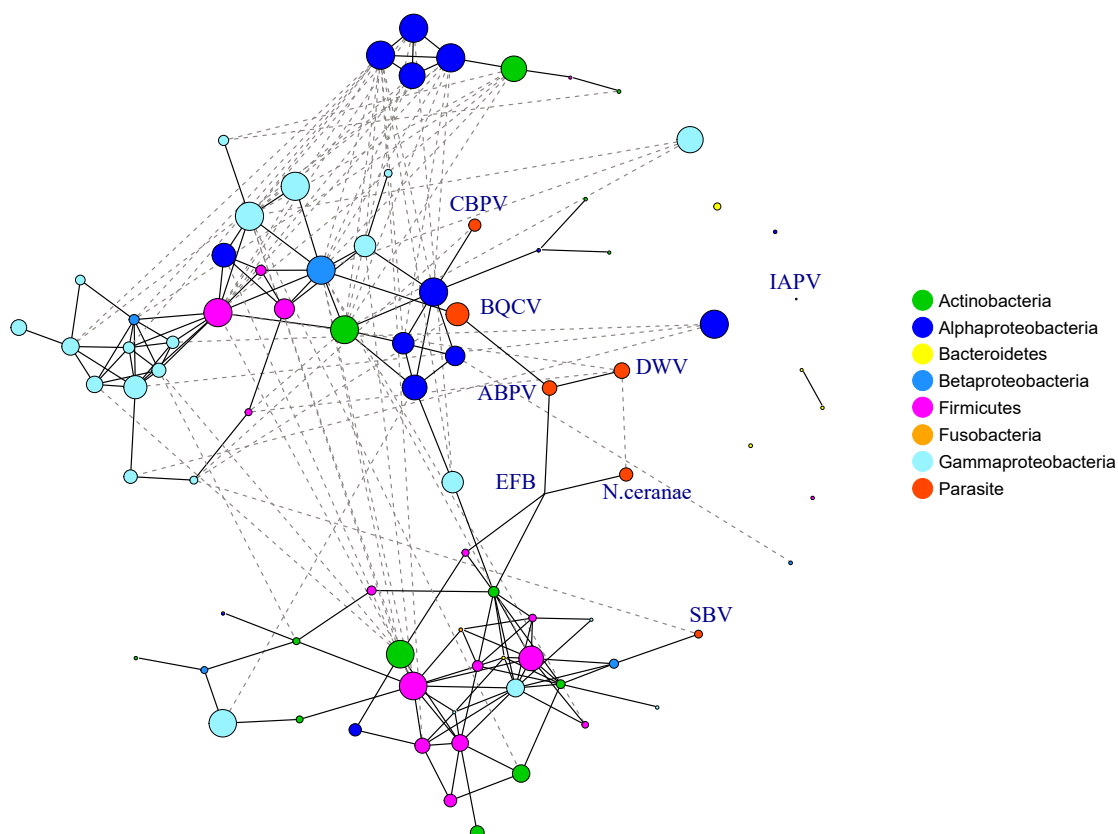 CBPV
IAPV
BQCV
DWV
ABPV
EFB
N.ceranae
SBV
Actinobacteria
Alphaproteobacteria
Bacteroidetes
Betaproteobacteria
Firmicutes
Fusobacteria
Gammaproteobacteria
Parasite